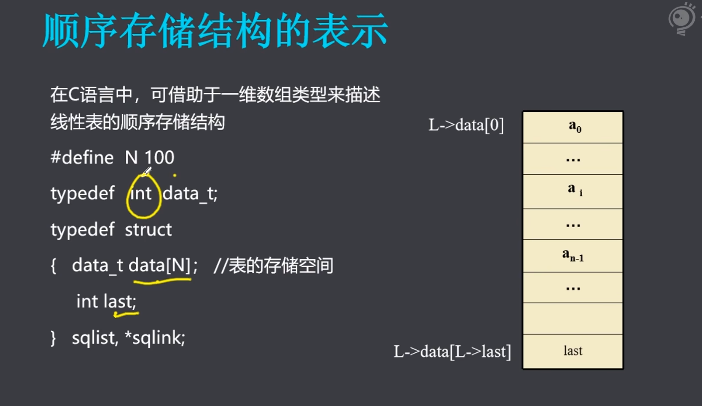 顺序存储结构的表示
在C语言中，可借助于一维数组类型来描述
线性表的顺序存储结构
#define N 100
typedef int data_t;
typedef struct
{ data_t data[N]; //表的存储空间
int last;
} sqlist, *sqlink;
L->data[0]
a0
...
a i
...
an-1
...
L->data[L->last]
last